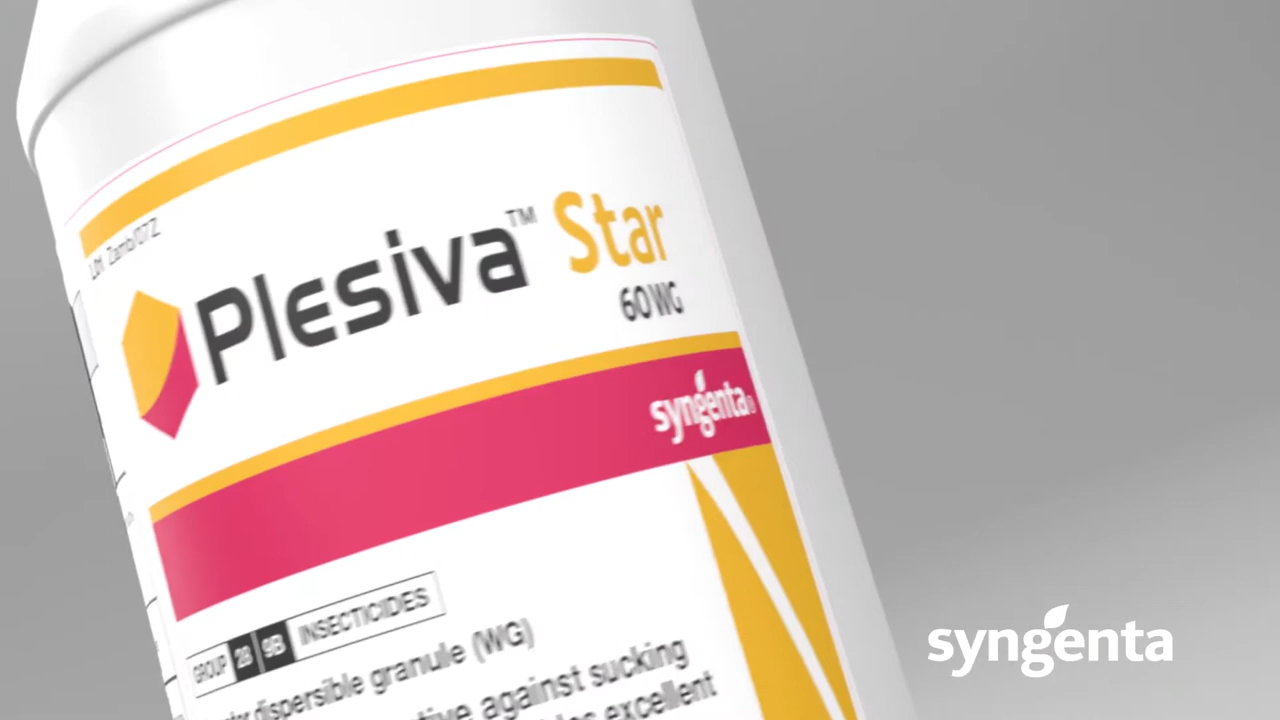 Plesiva™ Star
60WG
syngenta
GROUP 28 9B INSECTICIDES
dispersible granule (WG)
against sucking
excellent
syngenta